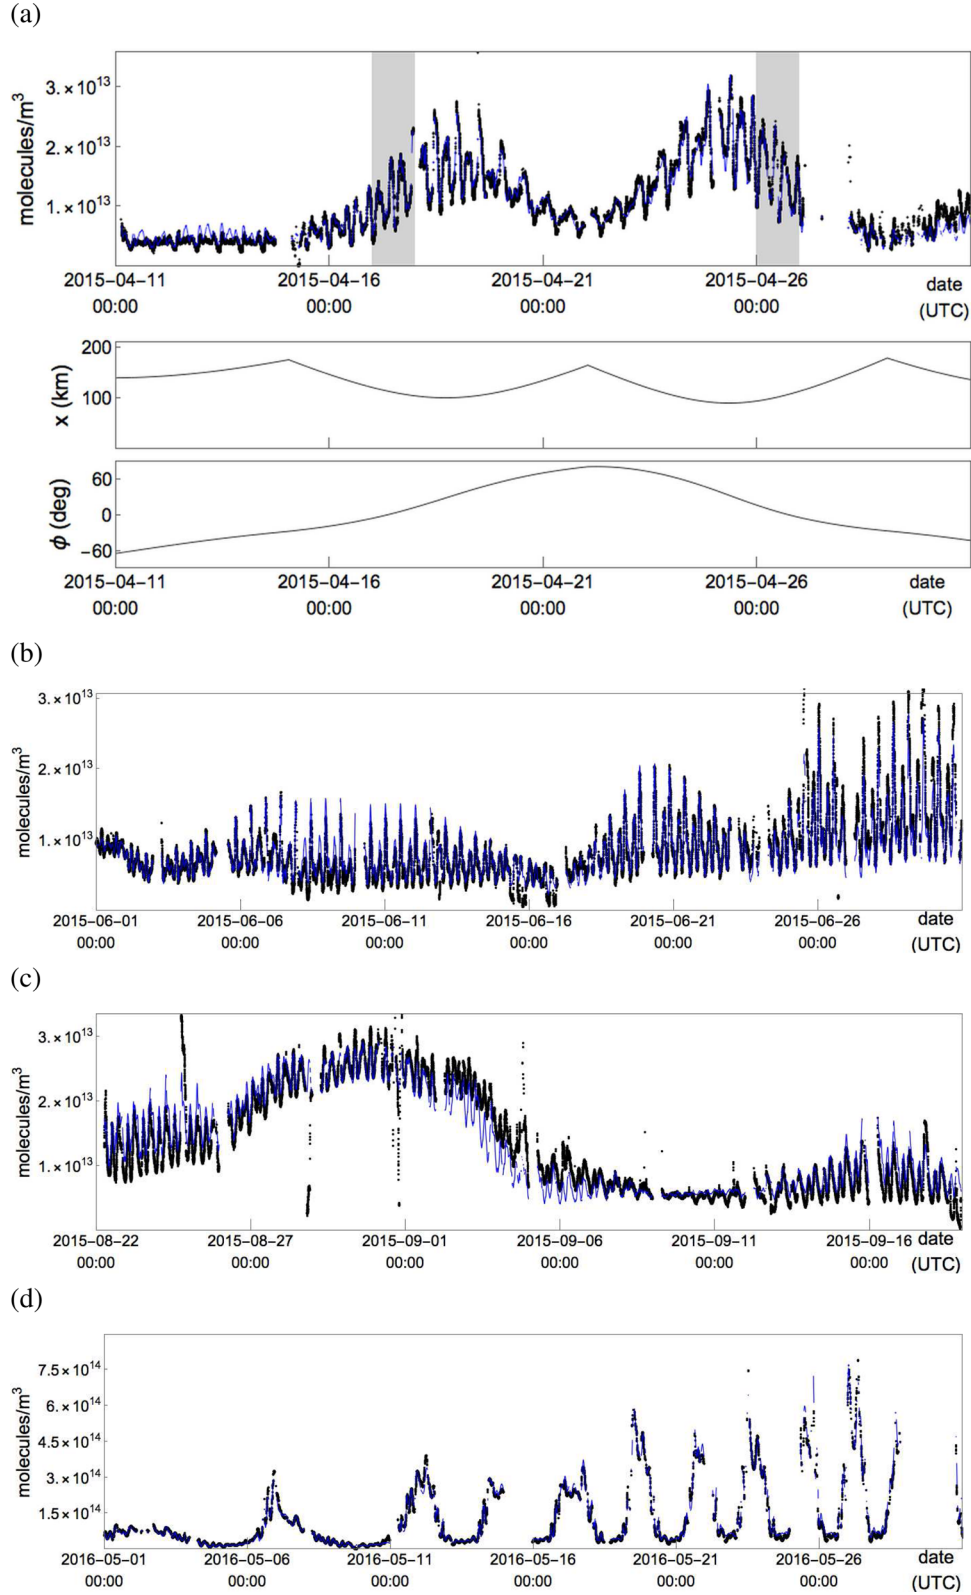 (a)
molecules/m³
3.×10¹³
2.×10¹³
1.×10¹³
2015-04-11 2015-04-16 2015-04-21 2015-04-26 date
00:00 00:00 00:00 00:00 (UTC)
x (km)
200
100
ϕ (deg)
60
0
−60
2015-04-11 2015-04-16 2015-04-21 2015-04-26 date
00:00 00:00 00:00 00:00 (UTC)
(b)
molecules/m³
3.×10¹³
2.×10¹³
1.×10¹³
2015-06-01 2015-06-06 2015-06-11 2015-06-16 2015-06-21 2015-06-26 date
00:00 00:00 00:00 00:00 00:00 00:00 (UTC)
(c)
molecules/m³
3.×10¹³
2.×10¹³
1.×10¹³
2015-08-22 2015-08-27 2015-09-01 2015-09-06 2015-09-11 2015-09-16 date
00:00 00:00 00:00 00:00 00:00 00:00 (UTC)
(d)
molecules/m³
7.5×10¹⁴
6.×10¹⁴
4.5×10¹⁴
3.×10¹⁴
1.5×10¹⁴
2016-05-01 2016-05-06 2016-05-11 2016-05-16 2016-05-21 2016-05-26 date
00:00 00:00 00:00 00:00 00:00 00:00 (UTC)